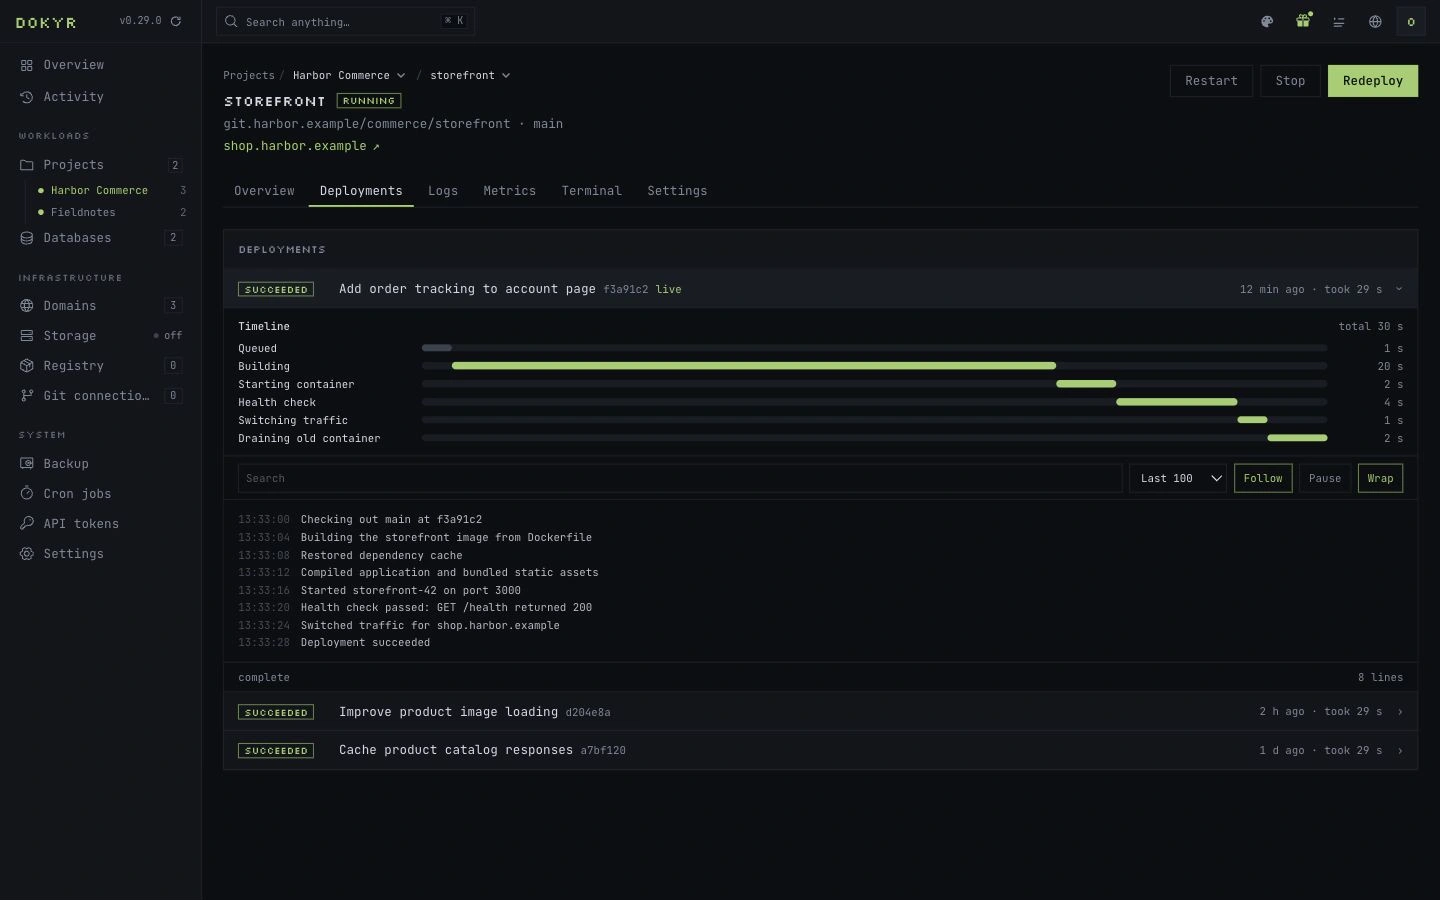 DOKYR v0.29.0
Search anything… ⌘ K
O
Overview
Activity
WORKLOADS
Projects 2
Harbor Commerce 3
Fieldnotes 2
Databases 2
INFRASTRUCTURE
Domains 3
Storage off
Registry 0
Git connectio… 0
SYSTEM
Backup
Cron jobs
API tokens
Settings
Projects / Harbor Commerce / storefront
Restart Stop Redeploy
STOREFRONT RUNNING
git.harbor.example/commerce/storefront · main
shop.harbor.example ↗
Overview Deployments Logs Metrics Terminal Settings
DEPLOYMENTS
SUCCEEDED Add order tracking to account page f3a91c2 live 12 min ago · took 29 s
Timeline total 30 s
Queued 1 s
Building 20 s
Starting container 2 s
Health check 4 s
Switching traffic 1 s
Draining old container 2 s
Search Last 100 Follow Pause Wrap
13:33:00 Checking out main at f3a91c2
13:33:04 Building the storefront image from Dockerfile
13:33:08 Restored dependency cache
13:33:12 Compiled application and bundled static assets
13:33:16 Started storefront-42 on port 3000
13:33:20 Health check passed: GET /health returned 200
13:33:24 Switched traffic for shop.harbor.example
13:33:28 Deployment succeeded
complete 8 lines
SUCCEEDED Improve product image loading d204e8a 2 h ago · took 29 s ›
SUCCEEDED Cache product catalog responses a7bf120 1 d ago · took 29 s ›